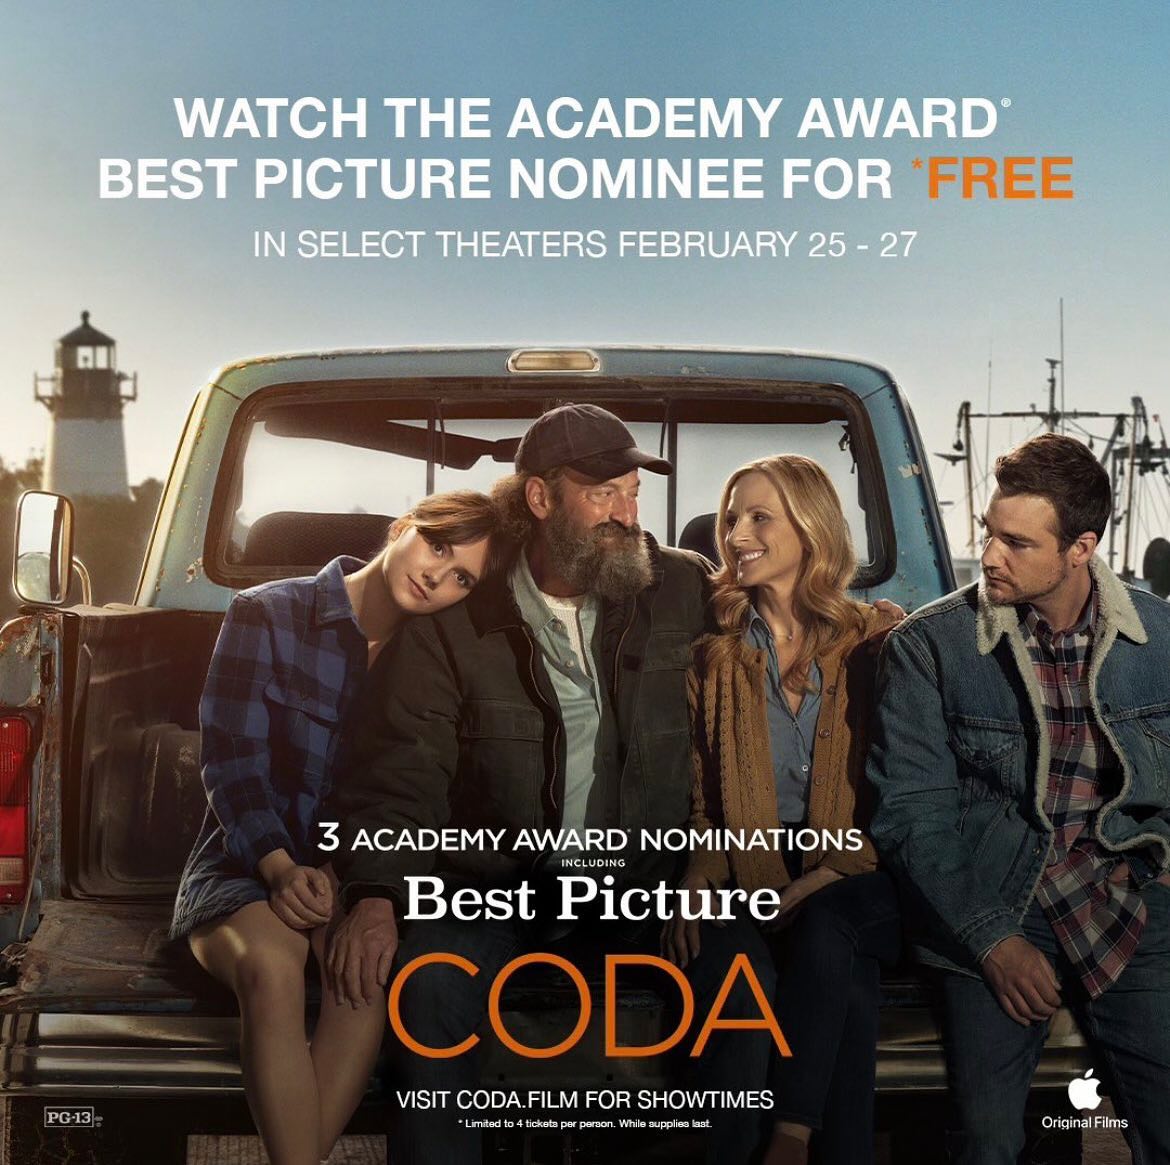 WATCH THE ACADEMY AWARD®
BEST PICTURE NOMINEE FOR *FREE
IN SELECT THEATERS FEBRUARY 25 - 27
3 ACADEMY AWARD® NOMINATIONS
INCLUDING
Best Picture
CODA
VISIT CODA.FILM FOR SHOWTIMES
* Limited to 4 tickets per person. While supplies last.
PG-13
Original Films